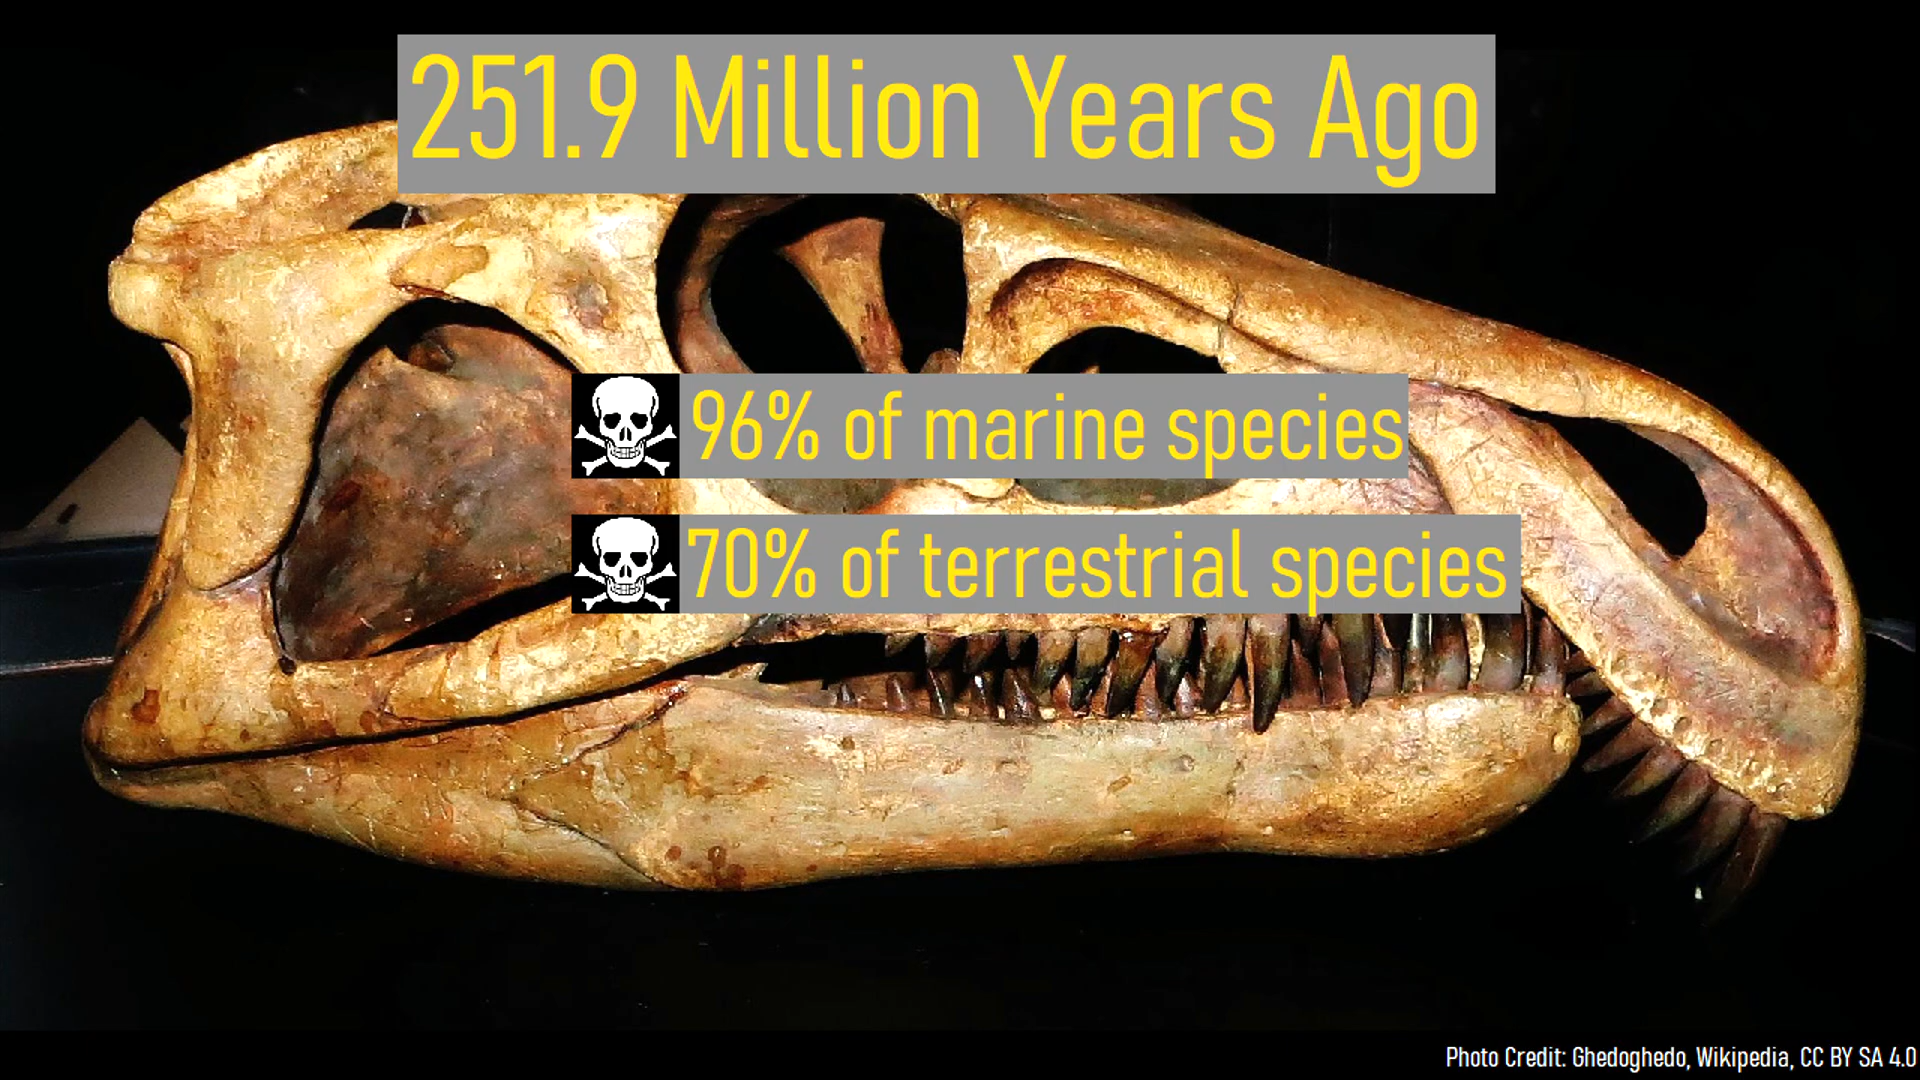 251.9 Million Years Ago
96% of marine species
70% of terrestrial species
Photo Credit: Ghedoghedo, Wikipedia, CC BY SA 4.0